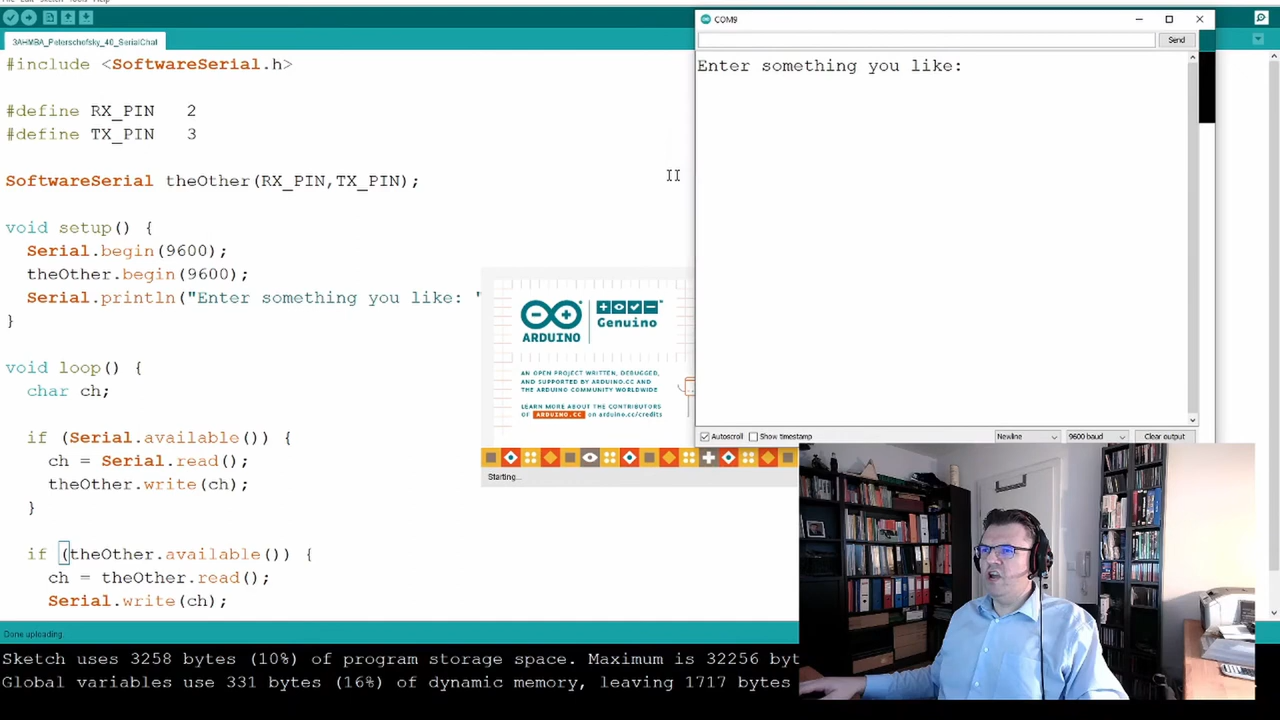 Sketch Tools Help
3AHMBA_Peterschofsky_40_SerialChat
#include <SoftwareSerial.h>
#define RX_PIN   2
#define TX_PIN   3
SoftwareSerial theOther(RX_PIN,TX_PIN);
void setup() {
Serial.begin(9600);
theOther.begin(9600);
Serial.println("Enter something you like: "
}
void loop() {
char ch;
if (Serial.available()) {
ch = Serial.read();
theOther.write(ch);
}
if (theOther.available()) {
ch = theOther.read();
Serial.write(ch);
Done uploading.
Sketch uses 3258 bytes (10%) of program storage space. Maximum is 32256 byt
Global variables use 331 bytes (16%) of dynamic memory, leaving 1717 bytes
ARDUINO
Genuino
AN OPEN PROJECT WRITTEN, DEBUGGED,
AND SUPPORTED BY ARDUINO.CC AND
THE ARDUINO COMMUNITY WORLDWIDE
LEARN MORE ABOUT THE CONTRIBUTORS
OF ARDUINO.CC on arduino.cc/credits
Starting...
COM9
Send
Enter something you like:
Autoscroll
Show timestamp
Newline
9600 baud
Clear output